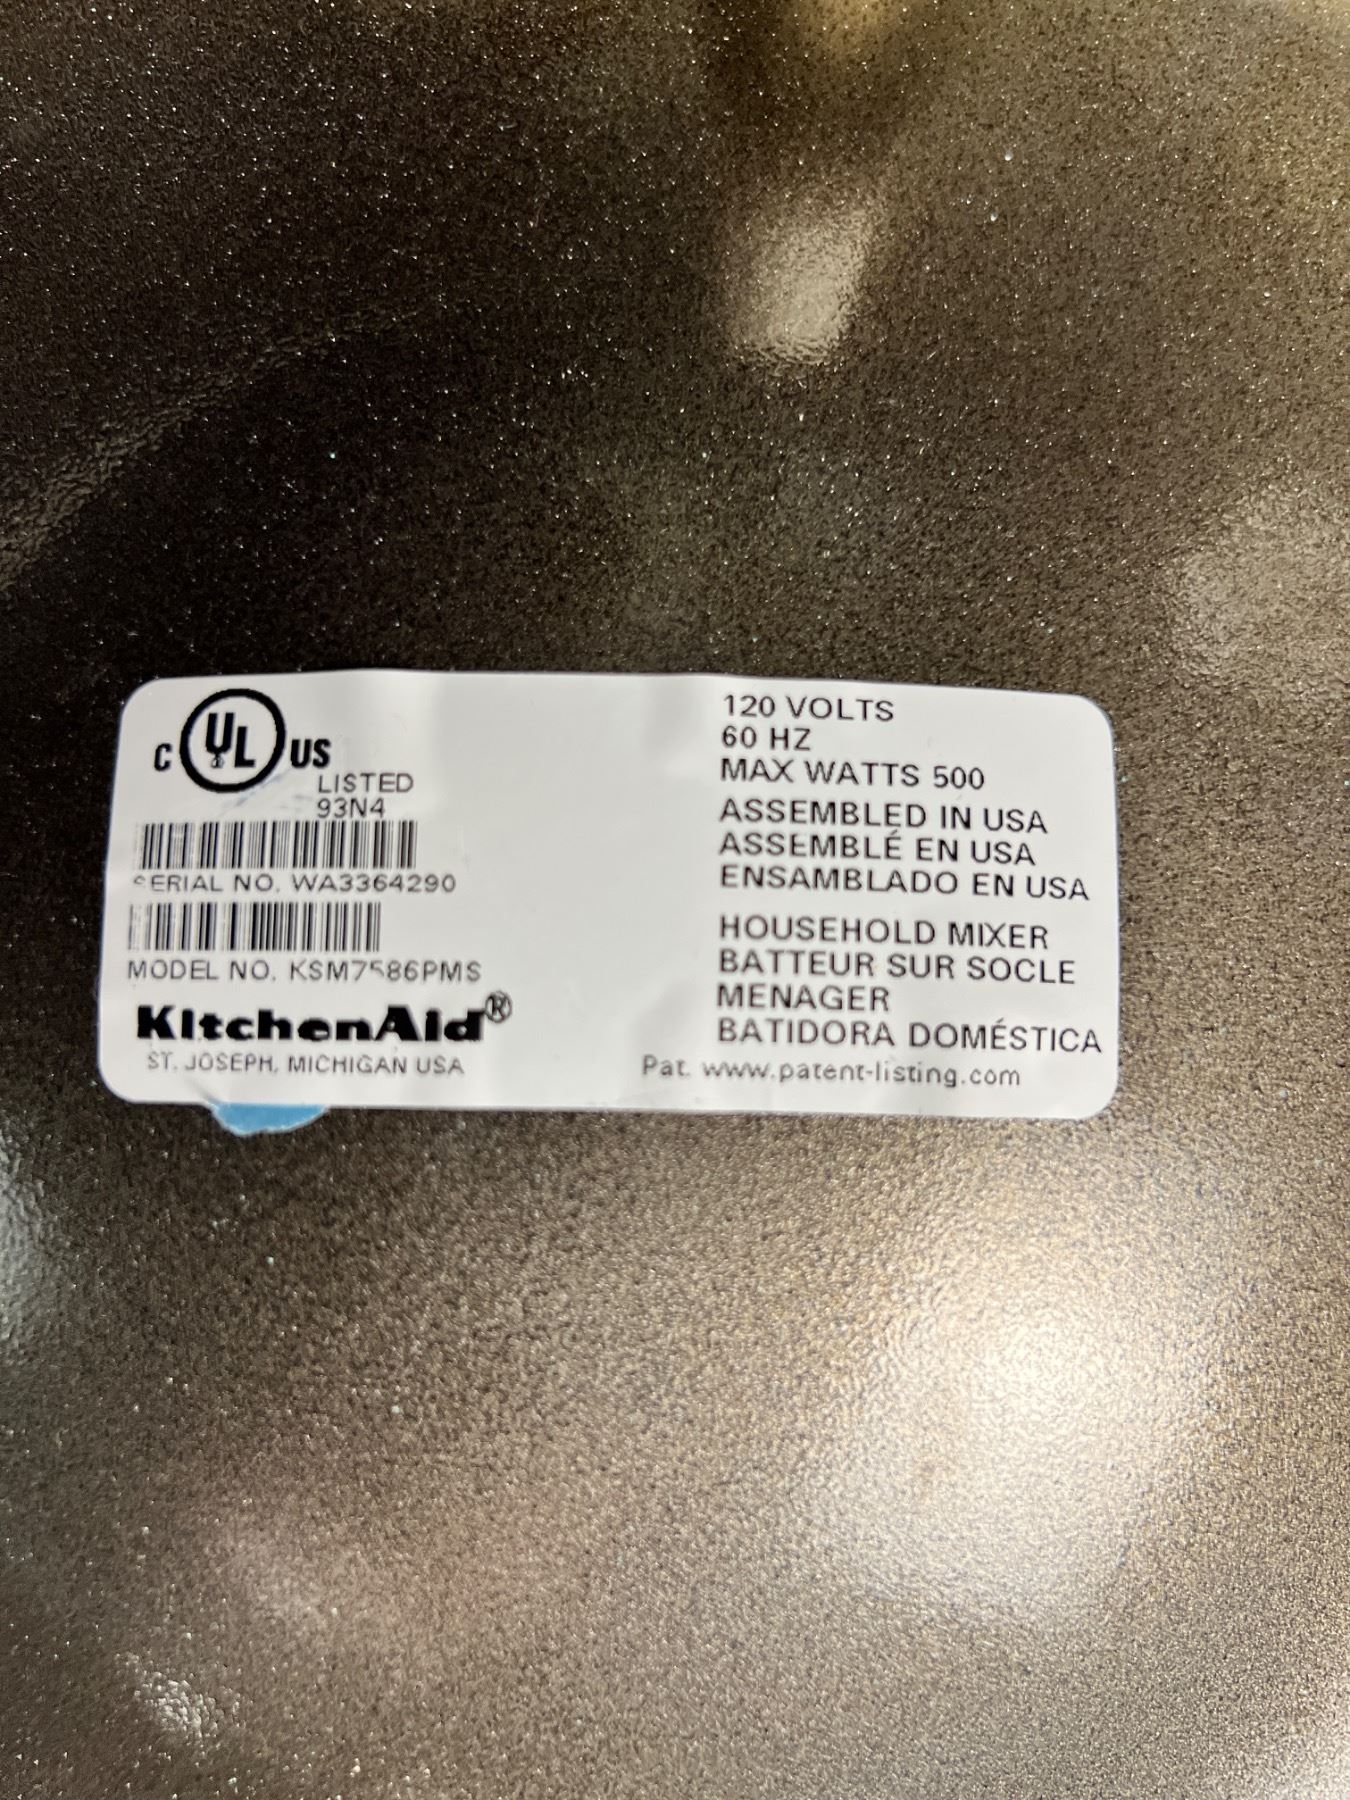 C UL US
LISTED
93N4
SERIAL NO. WA3364290
MODEL NO. KSM7586PMS
KitchenAid®
ST. JOSEPH, MICHIGAN USA
120 VOLTS
60 HZ
MAX WATTS 500
ASSEMBLED IN USA
ASSEMBLÉ EN USA
ENSAMBLADO EN USA
HOUSEHOLD MIXER
BATTEUR SUR SOCLE
MENAGER
BATIDORA DOMÉSTICA
Pat. www.patent-listing.com